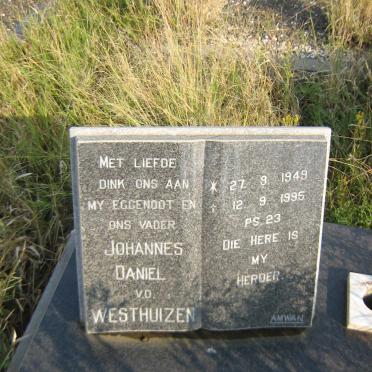 MET LIEFDE
DINK ONS AAN
MY EGGENOOT EN
ONS VADER
JOHANNES
DANIEL
V.D.
WESTHUIZEN
* 27. 9. 1949
† 12. 9. 1995
PS. 23
DIE HERE IS
MY
HERDER
AMWAN